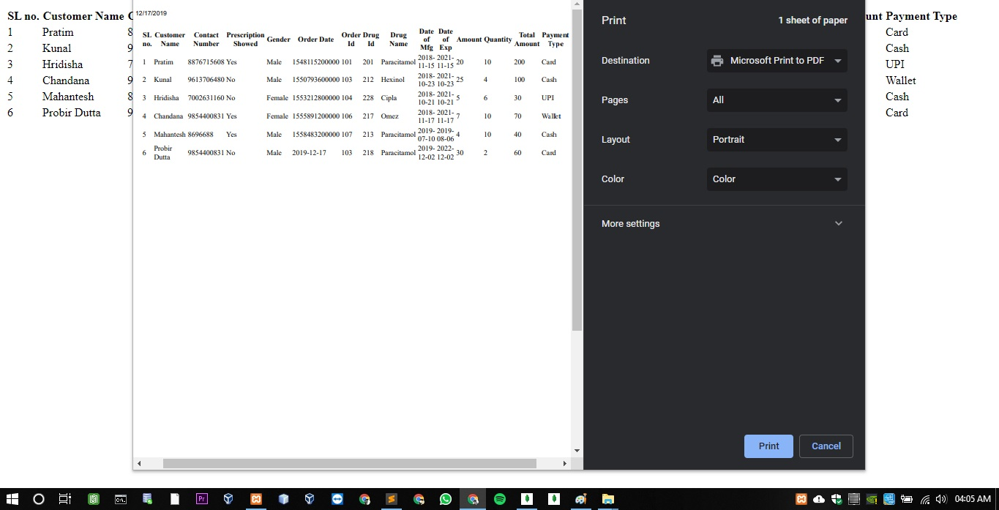 SL no. Customer Name C
1 Pratim 8
2 Kunal 9
3 Hridisha 7
4 Chandana 9
5 Mahantesh 8
6 Probir Dutta 9
12/17/2019
SL no. Customer Name Contact Number Prescription Showed Gender Order Date Order Id Drug Id Drug Name Date of Mfg Date of Exp Amount Quantity Total Amount Payment Type
1 Pratim 8876715608 Yes Male 1548115200000 101 201 Paracitamol 2018-11-15 2021-11-15 20 10 200 Card
2 Kunal 9613706480 No Male 1550793600000 103 212 Hexinol 2018-10-23 2021-10-23 25 4 100 Cash
3 Hridisha 7002631160 No Female 1553212800000 104 228 Cipla 2018-10-21 2021-10-21 5 6 30 UPI
4 Chandana 9854400831 Yes Female 1555891200000 106 217 Omez 2018-11-17 2021-11-17 7 10 70 Wallet
5 Mahantesh 8696688 Yes Male 1558483200000 107 213 Paracitamol 2019-07-10 2019-08-06 4 10 40 Cash
6 Probir Dutta 9854400831 No Male 2019-12-17 103 218 Paracitamol 2019-12-02 2022-12-02 30 2 60 Card
Print 1 sheet of paper
Destination Microsoft Print to PDF
Pages All
Layout Portrait
Color Color
More settings
Print Cancel
unt Payment Type
Card
Cash
UPI
Wallet
Cash
Card
Pr
04:05 AM